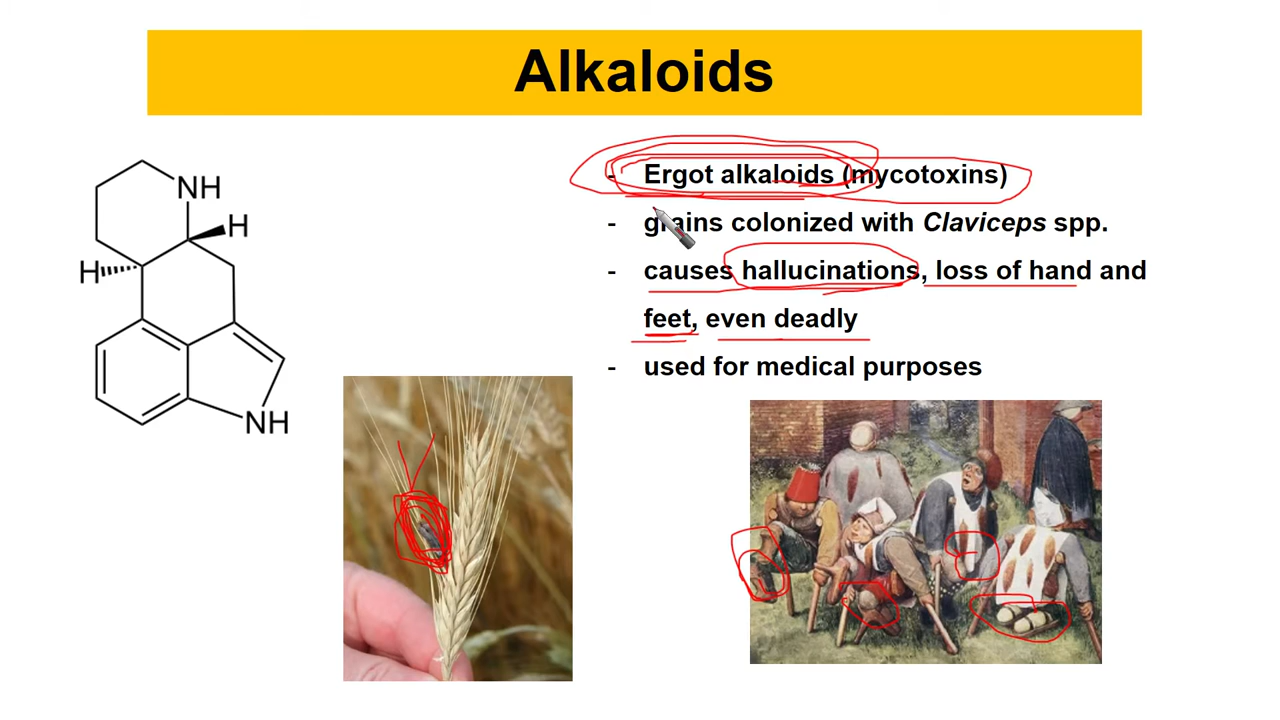 Alkaloids
NH
H
H
NH
- Ergot alkaloids (mycotoxins)
- grains colonized with Claviceps spp.
- causes hallucinations, loss of hand and
feet, even deadly
- used for medical purposes